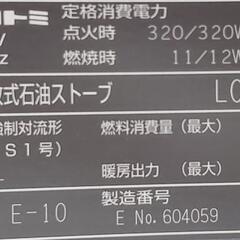 トミ 定格消費電力
V 点火時 320/320W
z 燃焼時 11/12W
式石油ストーブ LC
強制対流形 燃料消費量 (最大)
S1号)
L 暖房出力 (最大)
製造番号
E-10 E No.604059